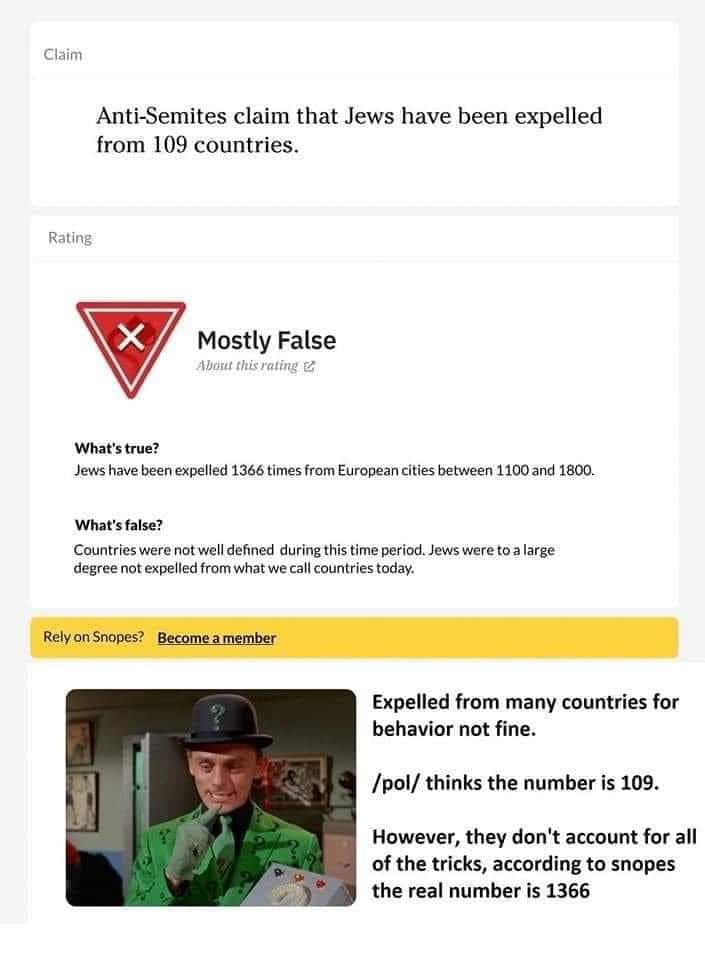 Claim
Anti-Semites claim that Jews have been expelled
from 109 countries.
Rating
Mostly False
About this rating
What's true?
Jews have been expelled 1366 times from European cities between 1100 and 1800.
What's false?
Countries were not well defined during this time period. Jews were to a large
degree not expelled from what we call countries today.
Rely on Snopes? Become a member
?
Expelled from many countries for
behavior not fine.
/pol/ thinks the number is 109.
However, they don't account for all
of the tricks, according to snopes
the real number is 1366